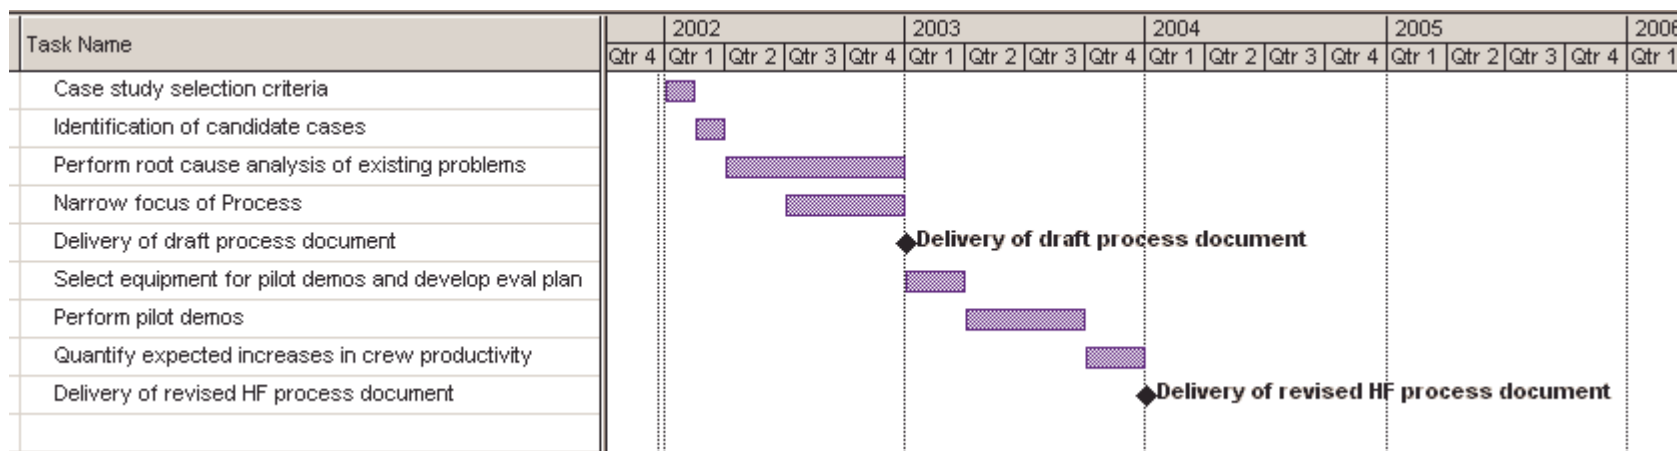 2002 2003 2004 2005 2006
Task Name
Qtr 4 Qtr 1 Qtr 2 Qtr 3 Qtr 4 Qtr 1 Qtr 2 Qtr 3 Qtr 4 Qtr 1 Qtr 2 Qtr 3 Qtr 4 Qtr 1 Qtr 2 Qtr 3 Qtr 4 Qtr 1
Case study selection criteria
Identification of candidate cases
Perform root cause analysis of existing problems
Narrow focus of Process
Delivery of draft process document Delivery of draft process document
Select equipment for pilot demos and develop eval plan
Perform pilot demos
Quantify expected increases in crew productivity
Delivery of revised HF process document Delivery of revised HF process document